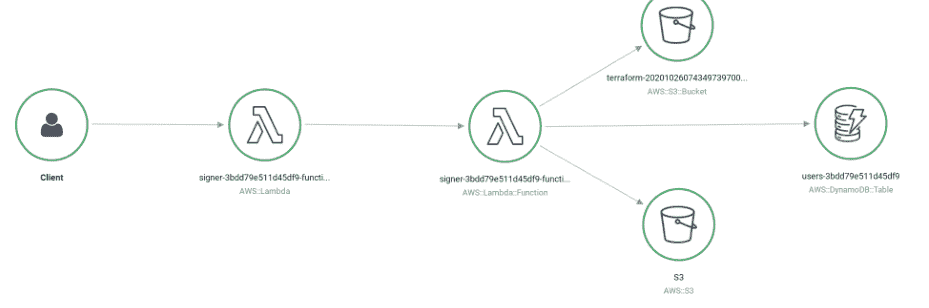 terraform-20201026074349739700...
AWS::S3::Bucket
Client
signer-3bdd79e511d45df9-functi...
AWS::Lambda
signer-3bdd79e511d45df9-functi...
AWS::Lambda::Function
users-3bdd79e511d45df9
AWS::DynamoDB::Table
S3
AWS::S3